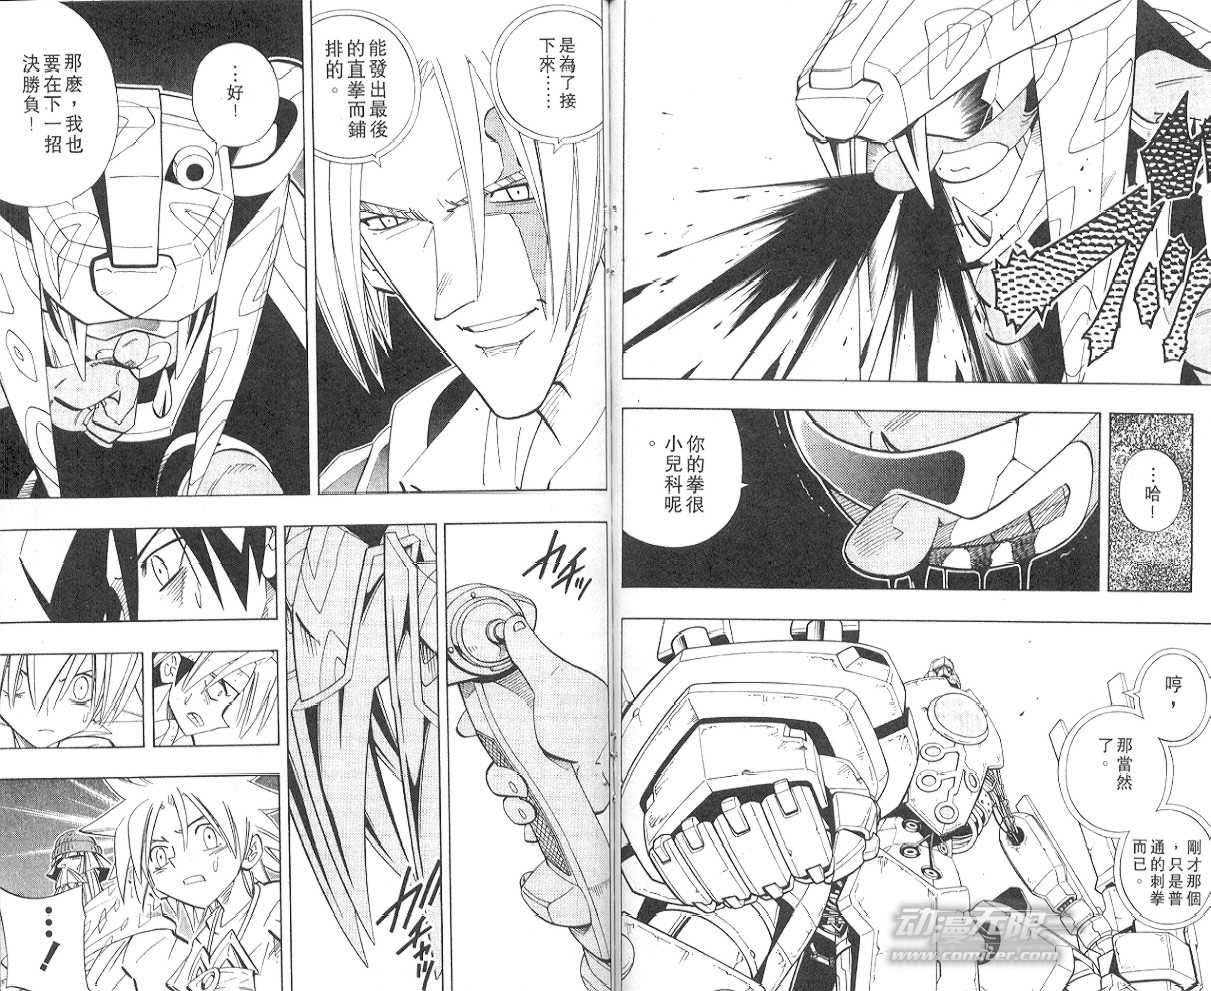 …哈！
你的拳很
小兒科呢
。
哼，
那當然
了。
剛才那個
，只是普
通的刺拳
而已。
是為了接
下來……
能發出最後
的直拳而鋪
排的。
…好！
那麽，我也
要在下一招
決勝負！
ガチッ
…！
动漫无限
www.comicer.com